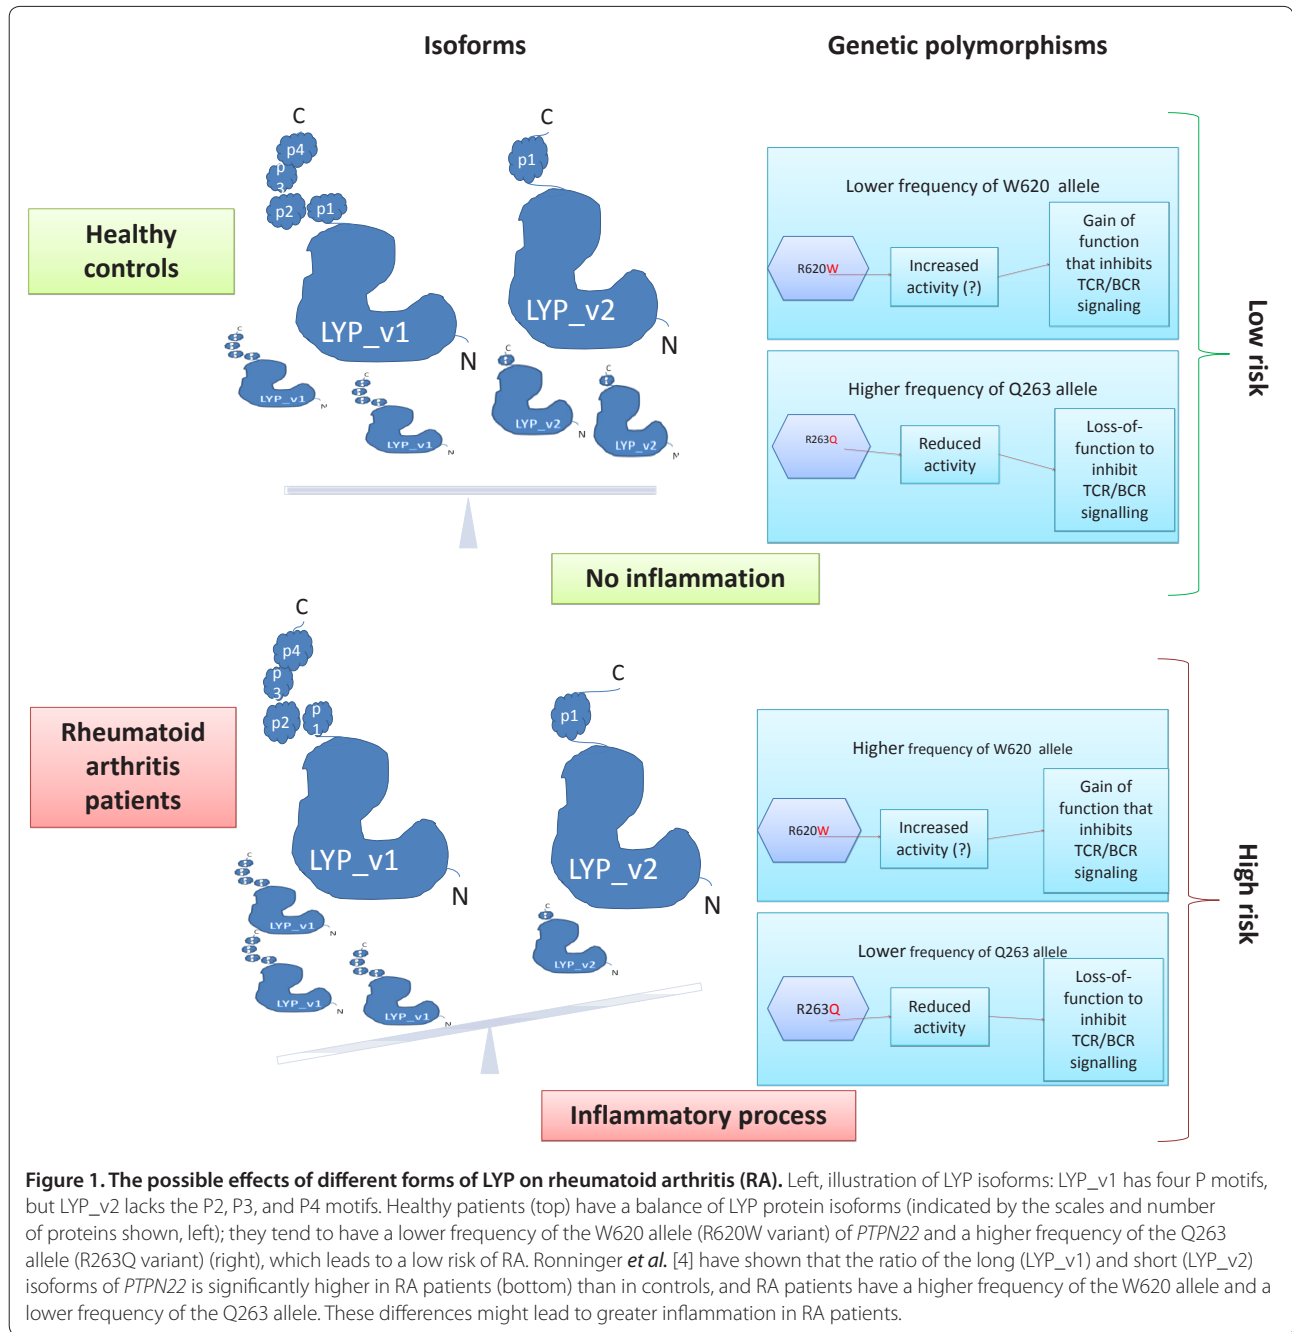 Isoforms
Genetic polymorphisms
Healthy
controls
C
p4
p
3
p2
p1
LYP_v1
N
C
p1
LYP_v2
N
C
LYP_v1
N
C
LYP_v1
N
C
LYP_v2
N
C
LYP_v2
N
Lower frequency of W620 allele
R620W
Increased
activity (?)
Gain of
function
that inhibits
TCR/BCR
signaling
Higher frequency of Q263 allele
R263Q
Reduced
activity
Loss-of-
function to
inhibit
TCR/BCR
signalling
Low risk
No inflammation
Rheumatoid
arthritis
patients
C
p4
p
3
p2
p
1
LYP_v1
N
C
p1
LYP_v2
N
C
LYP_v1
N
C
LYP_v1
N
C
LYP_v1
N
C
LYP_v2
N
Higher frequency of W620 allele
R620W
Increased
activity (?)
Gain of
function that
inhibits
TCR/BCR
signaling
Lower frequency of Q263 allele
R263Q
Reduced
activity
Loss-of-
function to
inhibit
TCR/BCR
signalling
High risk
Inflammatory process
Figure 1. The possible effects of different forms of LYP on rheumatoid arthritis (RA). Left, illustration of LYP isoforms: LYP_v1 has four P motifs,
but LYP_v2 lacks the P2, P3, and P4 motifs. Healthy patients (top) have a balance of LYP protein isoforms (indicated by the scales and number
of proteins shown, left); they tend to have a lower frequency of the W620 allele (R620W variant) of PTPN22 and a higher frequency of the Q263
allele (R263Q variant) (right), which leads to a low risk of RA. Ronninger et al. [4] have shown that the ratio of the long (LYP_v1) and short (LYP_v2)
isoforms of PTPN22 is significantly higher in RA patients (bottom) than in controls, and RA patients have a higher frequency of the W620 allele and a
lower frequency of the Q263 allele. These differences might lead to greater inflammation in RA patients.